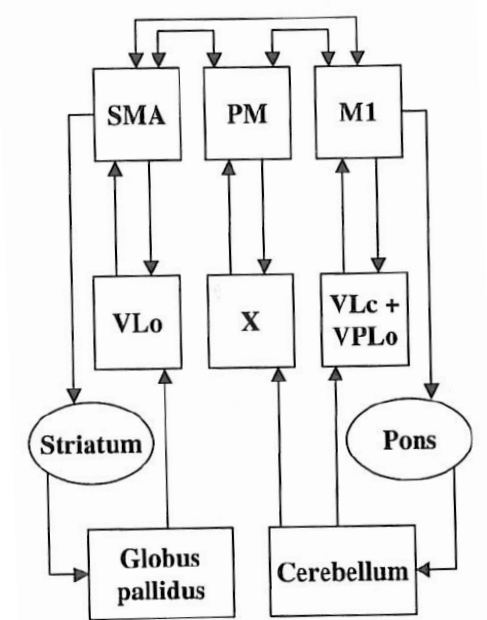 SMA
PM
M1
VLo
X
VLc +
VPLo
Striatum
Pons
Globus
pallidus
Cerebellum